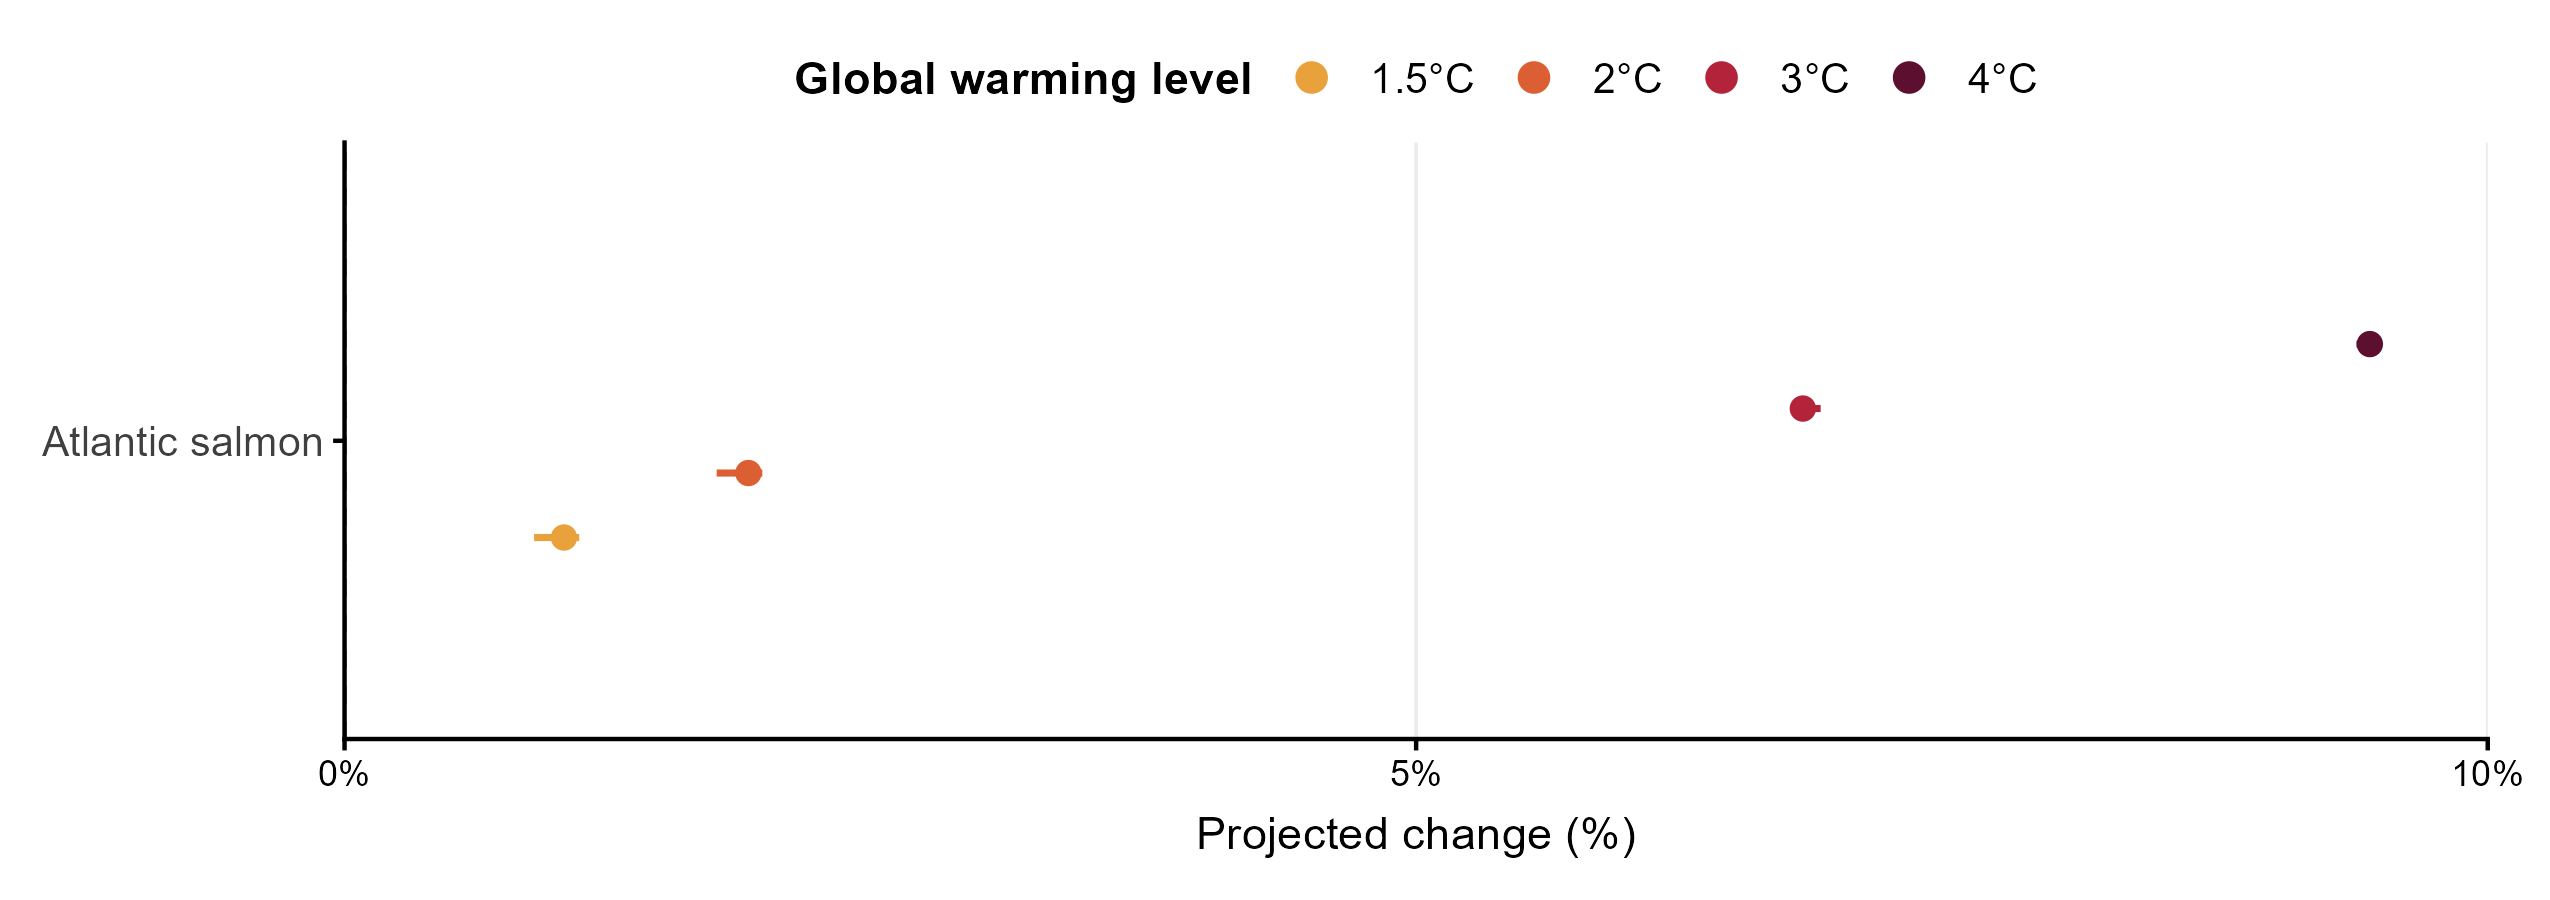 Global warming level 1.5°C 2°C 3°C 4°C
Atlantic salmon
0% 5% 10%
Projected change (%)